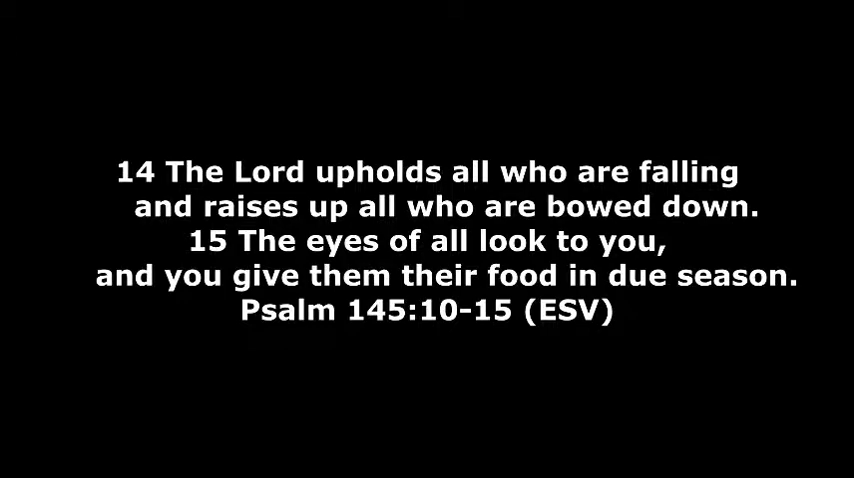 14 The Lord upholds all who are falling
and raises up all who are bowed down.
15 The eyes of all look to you,
and you give them their food in due season.
Psalm 145:10-15 (ESV)